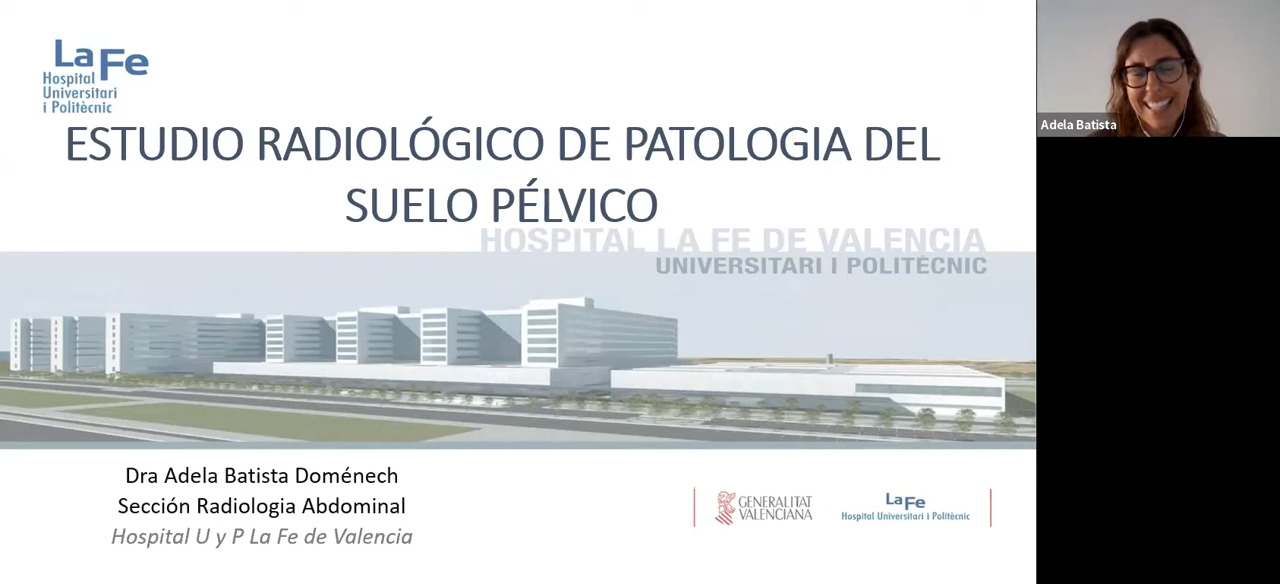 La Fe
Hospital
Universitari
i Politècnic
ESTUDIO RADIOLÓGICO DE PATOLOGIA DEL
SUELO PÉLVICO
HOSPITAL LA FE DE VALENCIA
UNIVERSITARI I POLITÈCNIC
Dra Adela Batista Doménech
Sección Radiologia Abdominal
Hospital U y P La Fe de Valencia
GENERALITAT
VALENCIANA
La Fe
Hospital Universitari i Politècnic
Adela Batista